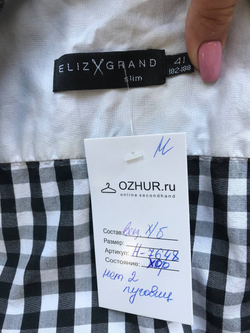 ELIZ GRAND
slim
41
182-188
M
OZHUR.ru
online secondhand
Состав: Х/Б
Размер:
Артикул: Н-7648
Состояние: хор
нет 2
пуговиц